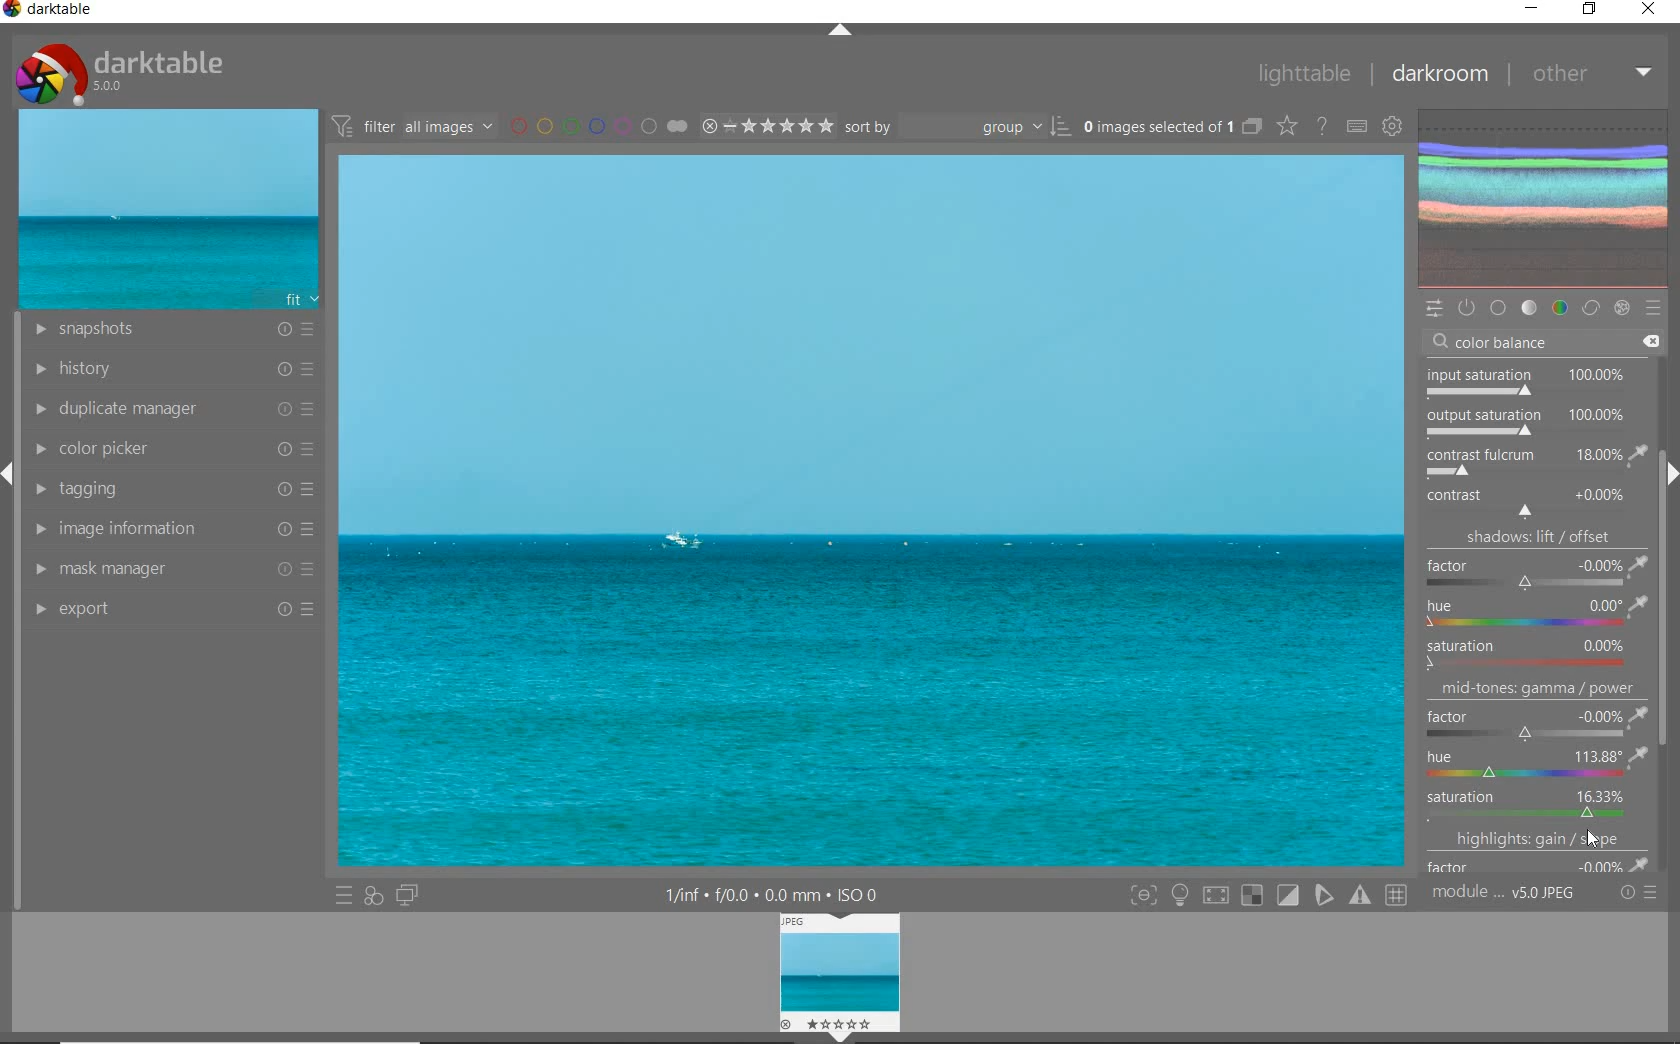 darktable
darktable
5.0.0
lighttable | darkroom | other
filter all images sort by group 0 images selected of 1
fit
snapshots
history
duplicate manager
color picker
tagging
image information
mask manager
export
color balance
input saturation 100.00%
output saturation 100.00%
contrast fulcrum 18.00%
contrast +0.00%
shadows: lift / offset
factor -0.00%
hue 0.00°
saturation 0.00%
mid-tones: gamma / power
factor -0.00%
hue 113.88°
saturation 16.33%
highlights: gain /
factor -0.00%
1/inf • f/0.0 • 0.0 mm • ISO 0
module ... v5.0 JPEG
JPEG